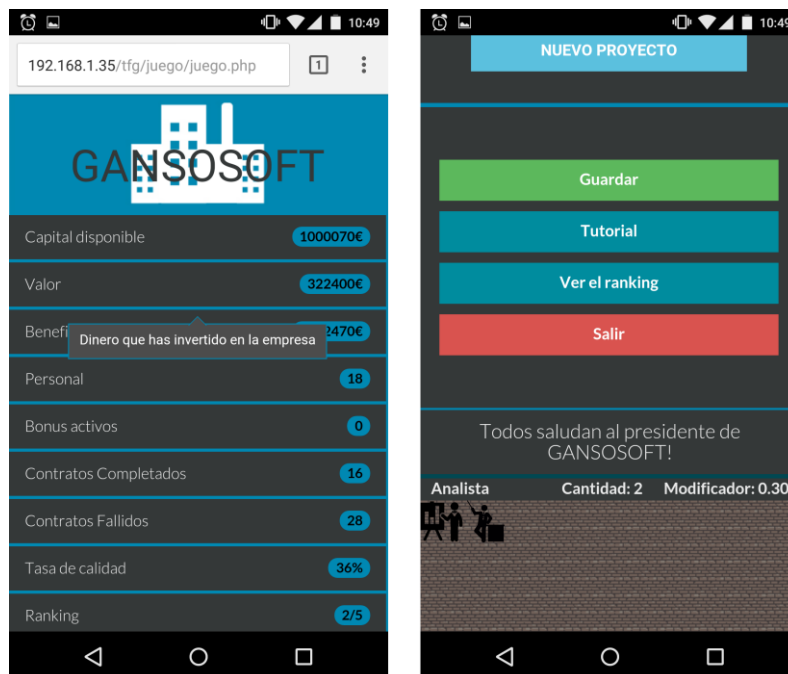 10:49
192.168.1.35/tfg/juego/juego.php
1
GANSOSOFT
Capital disponible 1000070€
Valor 322400€
Benefi 2470€
Dinero que has invertido en la empresa
Personal 18
Bonus activos 0
Contratos Completados 16
Contratos Fallidos 28
Tasa de calidad 36%
Ranking 2/5
10:49
NUEVO PROYECTO
Guardar
Tutorial
Ver el ranking
Salir
Todos saludan al presidente de
GANSOSOFT!
Analista Cantidad: 2 Modificador: 0.30